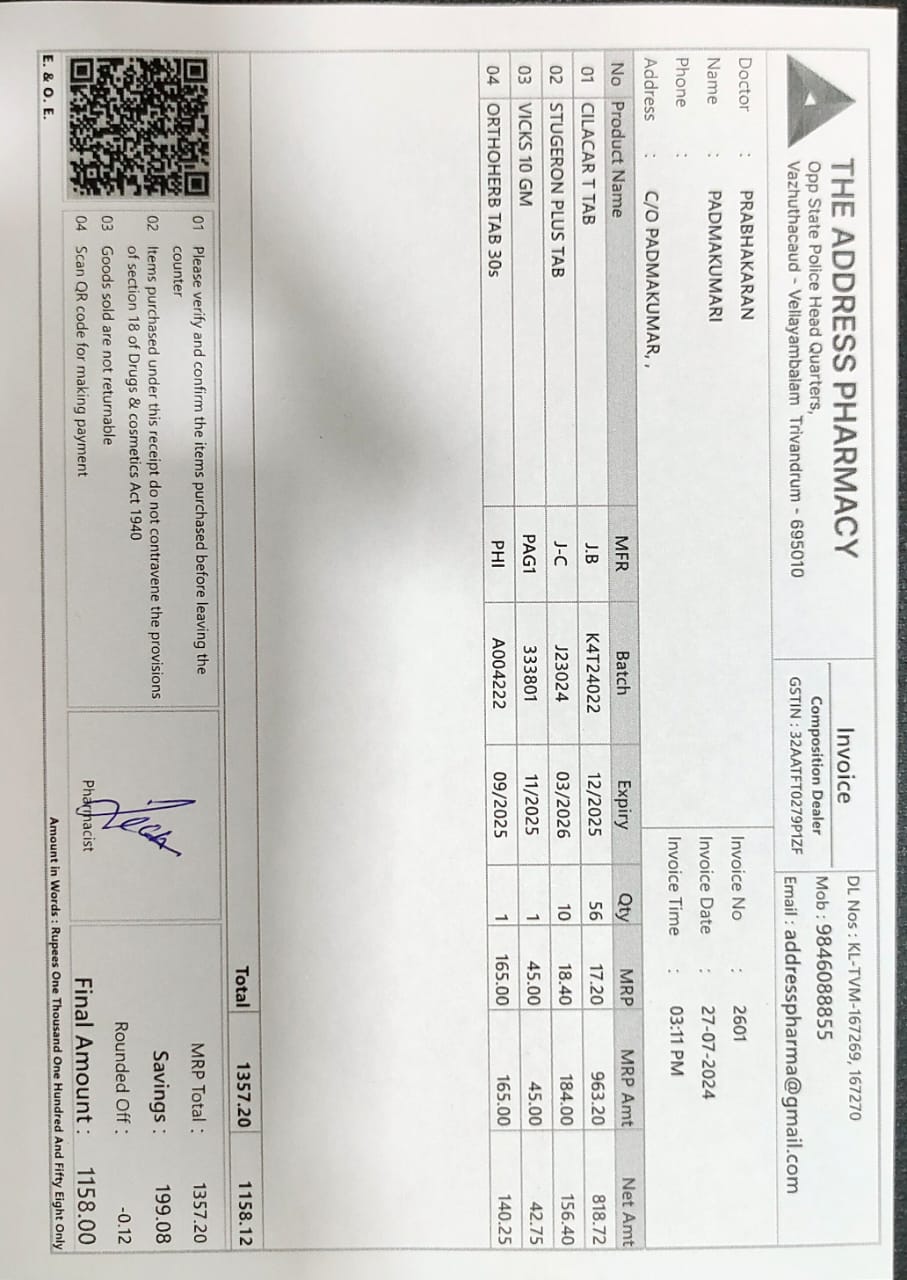 THE ADDRESS PHARMACY
Opp State Police Head Quarters,
Vazhuthacaud - Vellayambalam Trivandrum - 695010
Invoice
Composition Dealer
GSTIN : 32AATFT0279P1ZF
DL Nos : KL-TVM-167269, 167270
Mob : 9846088855
Email : addresspharma@gmail.com
Doctor : PRABHAKARAN
Name : PADMAKUMARI
Phone :
Address : C/O PADMAKUMAR, ,
Invoice No : 2601
Invoice Date : 27-07-2024
Invoice Time : 03:11 PM
No Product Name MFR Batch Expiry Qty MRP MRP Amt Net Amt
01 CILACAR T TAB J.B K4T24022 12/2025 56 17.20 963.20 818.72
02 STUGERON PLUS TAB J-C J23024 03/2026 10 18.40 184.00 156.40
03 VICKS 10 GM PAG1 333801 11/2025 1 45.00 45.00 42.75
04 ORTHOHERB TAB 30s PHI A004222 09/2025 1 165.00 165.00 140.25
Total 1357.20 1158.12
01 Please verify and confirm the items purchased before leaving the
counter
02 Items purchased under this receipt do not contravene the provisions
of section 18 of Drugs & cosmetics Act 1940
03 Goods sold are not returnable
04 Scan QR code for making payment
Pharmacist
MRP Total : 1357.20
Savings : 199.08
Rounded Off : -0.12
Final Amount : 1158.00
E. & O. E.
Amount in Words : Rupees One Thousand One Hundred And Fifty Eight Only